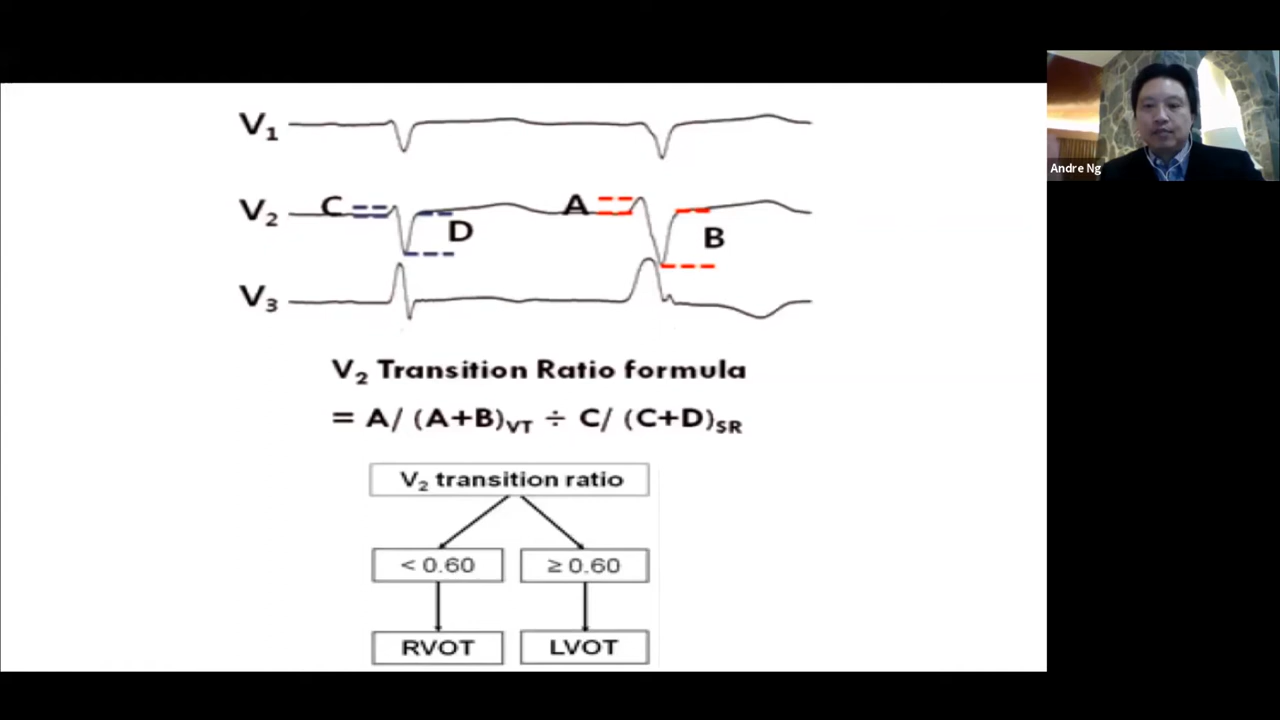 V₁
V₂
C
D
A
B
V₃
V₂ Transition Ratio formula
= A/ (A+B)VT ÷ C/ (C+D)SR
V₂ transition ratio
< 0.60
≥ 0.60
RVOT
LVOT
Andre Ng